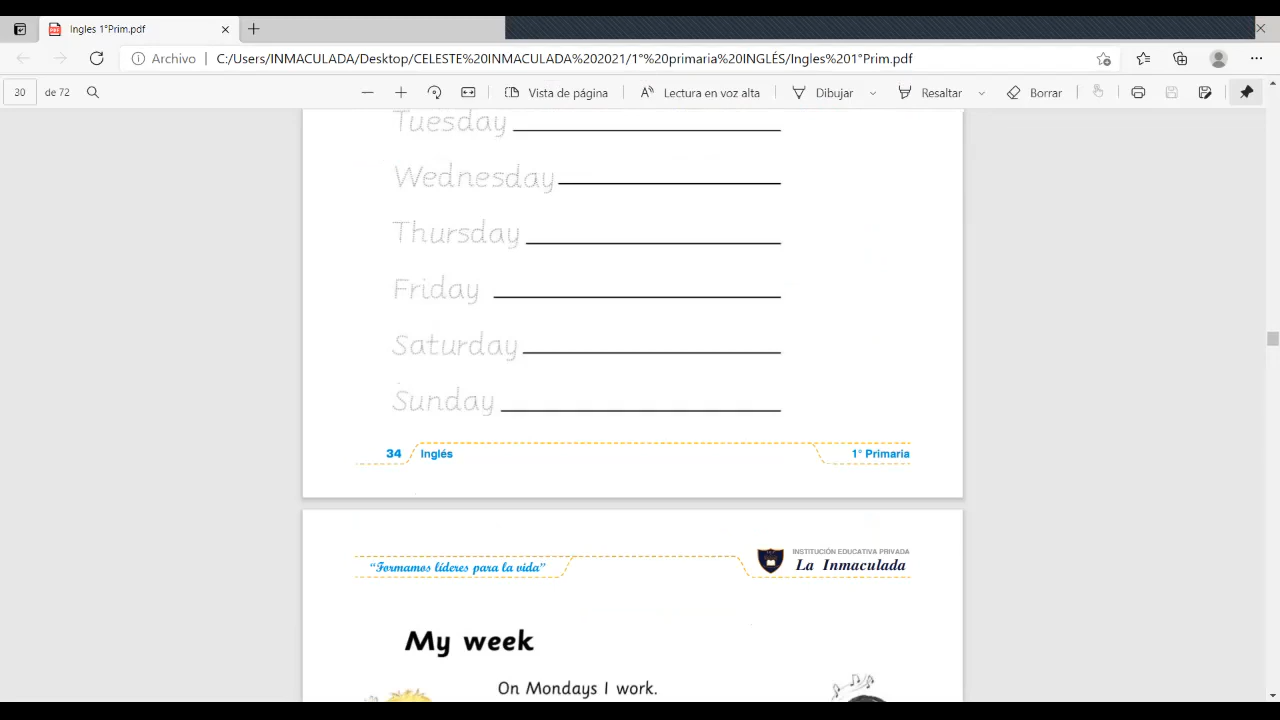 Ingles 1°Prim.pdf
Archivo C:/Users/INMACULADA/Desktop/CELESTE%20INMACULADA%202021/1°%20primaria%20INGLÉS/Ingles%201°Prim.pdf
30 de 72 Vista de página Lectura en voz alta Dibujar Resaltar Borrar
Tuesday
Wednesday
Thursday
Friday
Saturday
Sunday
34 Inglés 1° Primaria
INSTITUCIÓN EDUCATIVA PRIVADA
"Formamos líderes para la vida" La Inmaculada
My week
On Mondays I work.